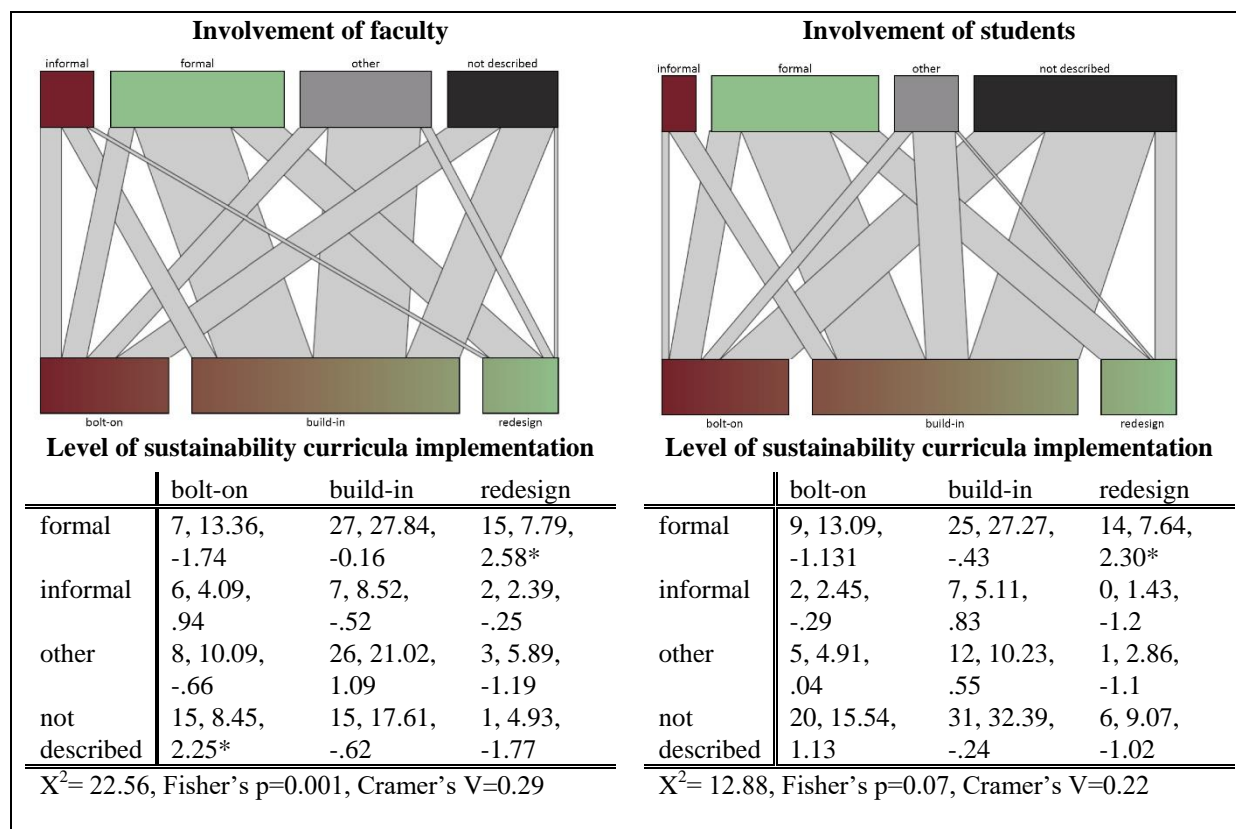 Involvement of faculty
informal formal other not described
bolt-on build-in redesign
Level of sustainability curricula implementation
bolt-on build-in redesign
formal 7, 13.36, 27, 27.84, 15, 7.79,
-1.74 -0.16 2.58*
informal 6, 4.09, 7, 8.52, 2, 2.39,
.94 -.52 -.25
other 8, 10.09, 26, 21.02, 3, 5.89,
-.66 1.09 -1.19
not 15, 8.45, 15, 17.61, 1, 4.93,
described 2.25* -.62 -1.77
X²= 22.56, Fisher's p=0.001, Cramer's V=0.29
Involvement of students
informal formal other not described
bolt-on build-in redesign
Level of sustainability curricula implementation
bolt-on build-in redesign
formal 9, 13.09, 25, 27.27, 14, 7.64,
-1.131 -.43 2.30*
informal 2, 2.45, 7, 5.11, 0, 1.43,
-.29 .83 -1.2
other 5, 4.91, 12, 10.23, 1, 2.86,
.04 .55 -1.1
not 20, 15.54, 31, 32.39, 6, 9.07,
described 1.13 -.24 -1.02
X²= 12.88, Fisher's p=0.07, Cramer's V=0.22